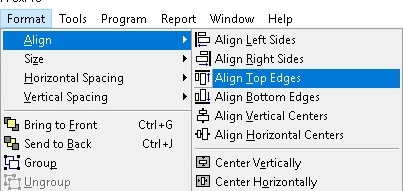 Format Tools Program Report Window Help
Align
Size
Horizontal Spacing
Vertical Spacing
Bring to Front Ctrl+G
Send to Back Ctrl+J
Group
Ungroup
Align Left Sides
Align Right Sides
Align Top Edges
Align Bottom Edges
Align Vertical Centers
Align Horizontal Centers
Center Vertically
Center Horizontally